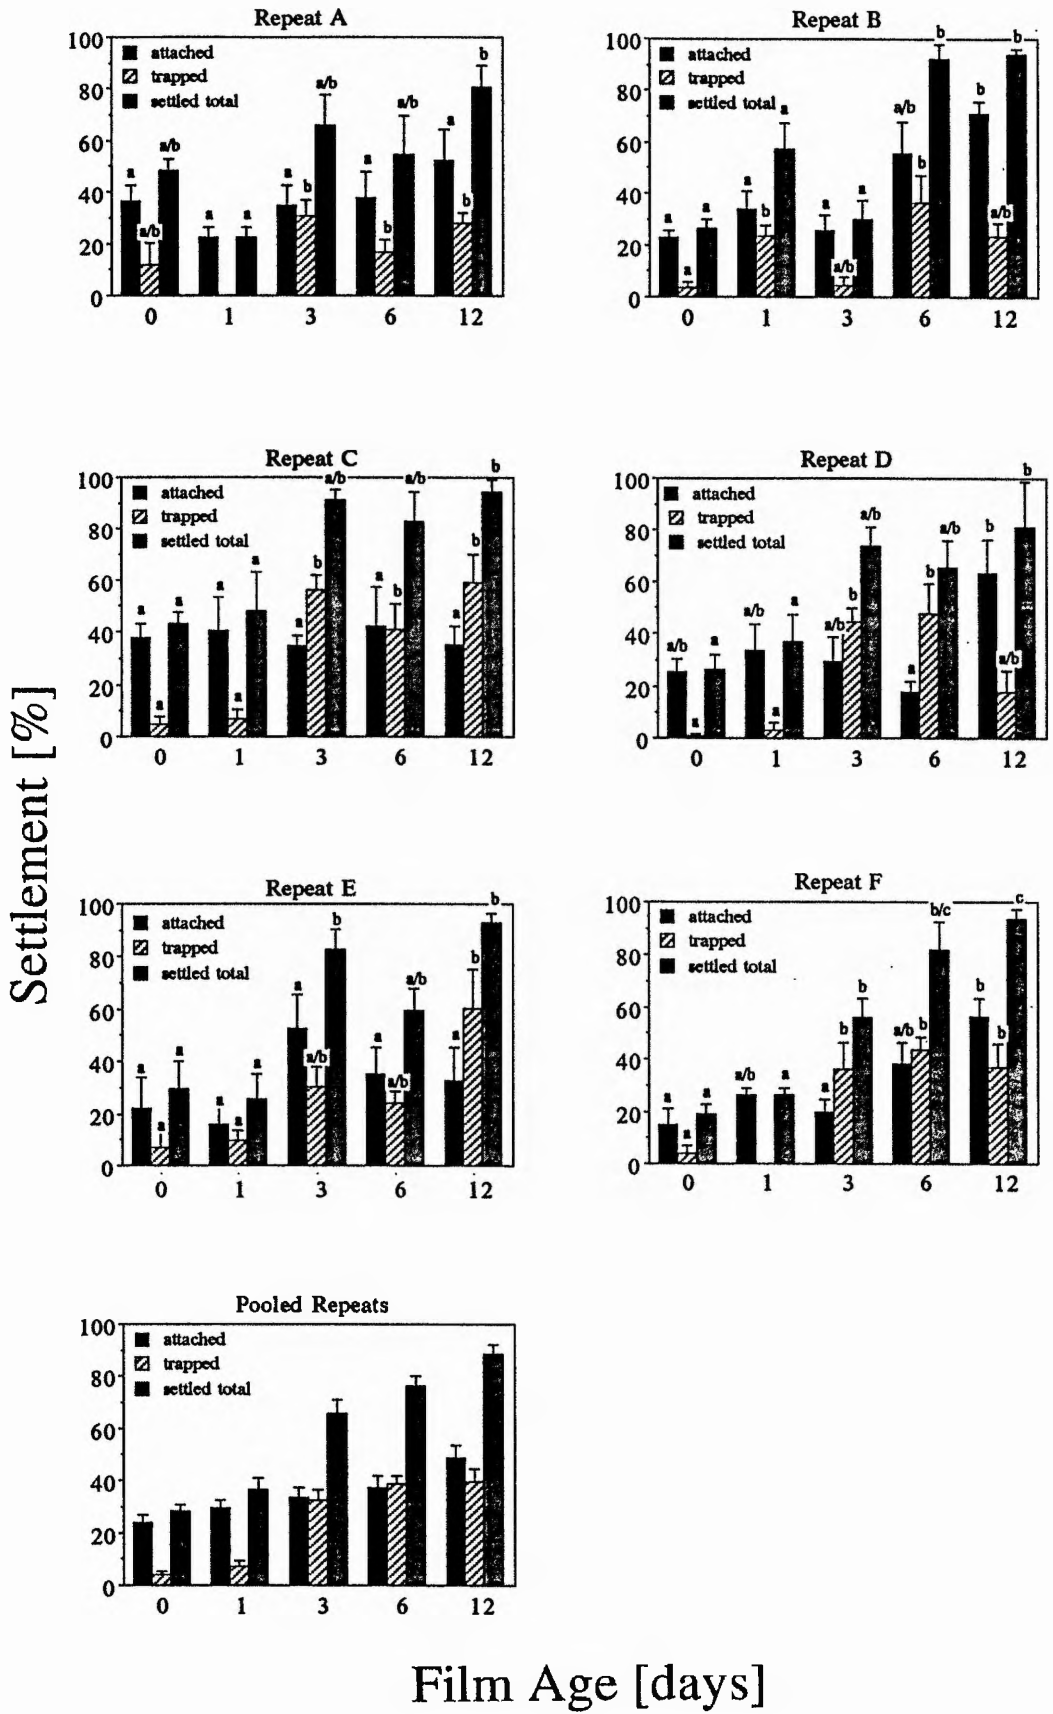 Repeat A
100
80
60
40
20
0
attached
trapped
settled total
a a/b a/b
a a
a b a/b
a b a/b
a b b
0 1 3 6 12
Repeat B
100
80
60
40
20
0
attached
trapped
settled total
a a a
a b a
a a/b a
a/b b b
b a/b b
0 1 3 6 12
Repeat C
100
80
60
40
20
0
attached
trapped
settled total
a a a
a a a
a b a/b
a b a/b
a b b
0 1 3 6 12
Repeat D
100
80
60
40
20
0
attached
trapped
settled total
a/b a a
a/b a a
a/b b a/b
a b a/b
b a/b b
0 1 3 6 12
Settlement [%]
Repeat E
100
80
60
40
20
0
attached
trapped
settled total
a a a
a a a
a a/b b
a a/b a/b
a b b
0 1 3 6 12
Repeat F
100
80
60
40
20
0
attached
trapped
settled total
a a a
a/b a
a b b
a/b b b/c
b b c
0 1 3 6 12
Pooled Repeats
100
80
60
40
20
0
attached
trapped
settled total
0 1 3 6 12
Film Age [days]